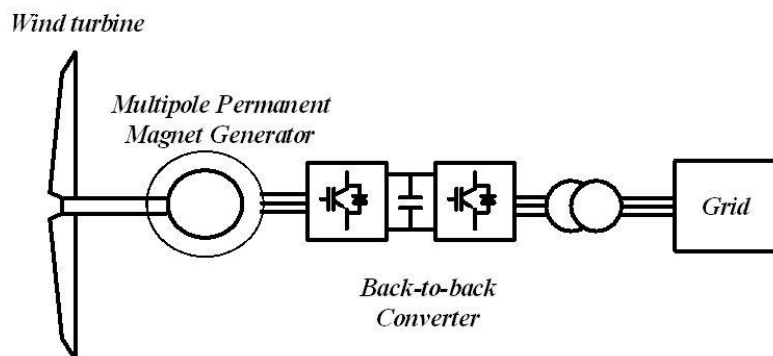 Wind turbine
Multipole Permanent
Magnet Generator
Grid
Back-to-back
Converter